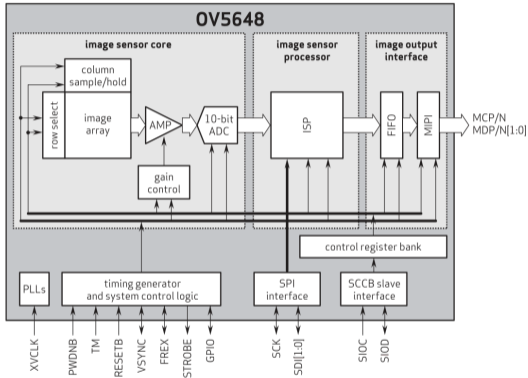 OV5648
image sensor core
image sensor
processor
image output
interface
column
sample/hold
row select
image
array
AMP
10-bit
ADC
gain
control
ISP
FIFO
MIPI
MCP/N
MDP/N[1:0]
control register bank
PLLs
timing generator
and system control logic
SPI
interface
SCCB slave
interface
XVCLK
PWDNB
TM
RESETB
VSYNC
FREX
STROBE
GPIO
SCK
SDI[1:0]
SIOC
SIOD